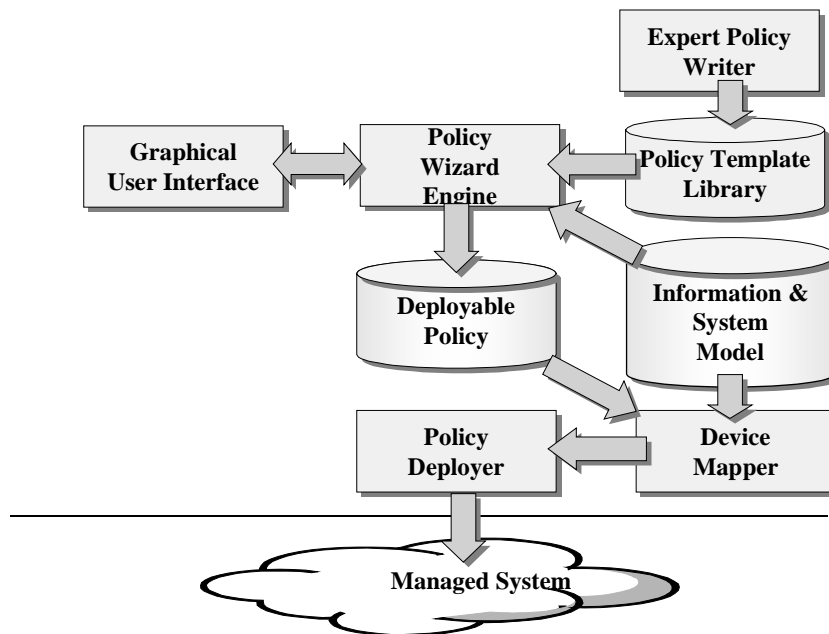 Expert Policy
Writer
Graphical
User Interface
Policy
Wizard
Engine
Policy Template
Library
Deployable
Policy
Information &
System
Model
Policy
Deployer
Device
Mapper
Managed System